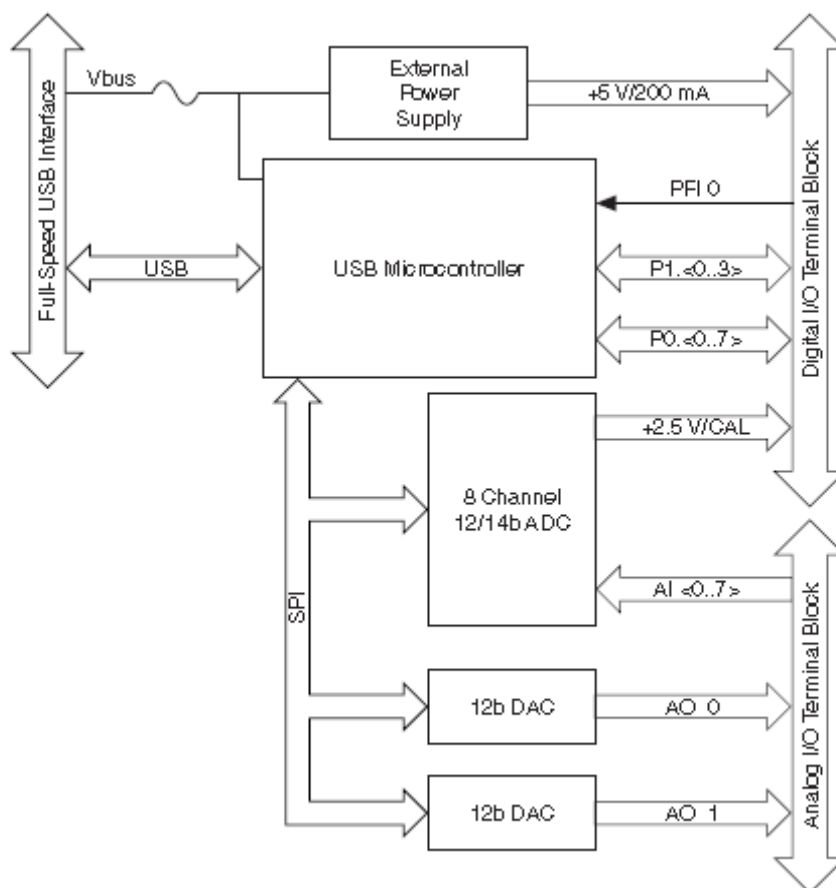 Full-Speed USB Interface
Vbus
External
Power
Supply
+5 V/200 mA
Digital I/O Terminal Block
PFI 0
USB
USB Microcontroller
P1.<0..3>
P0.<0..7>
+2.5 V/CAL
8 Channel
12/14b ADC
SPI
AI <0..7>
Analog I/O Terminal Block
12b DAC
AO 0
12b DAC
AO 1